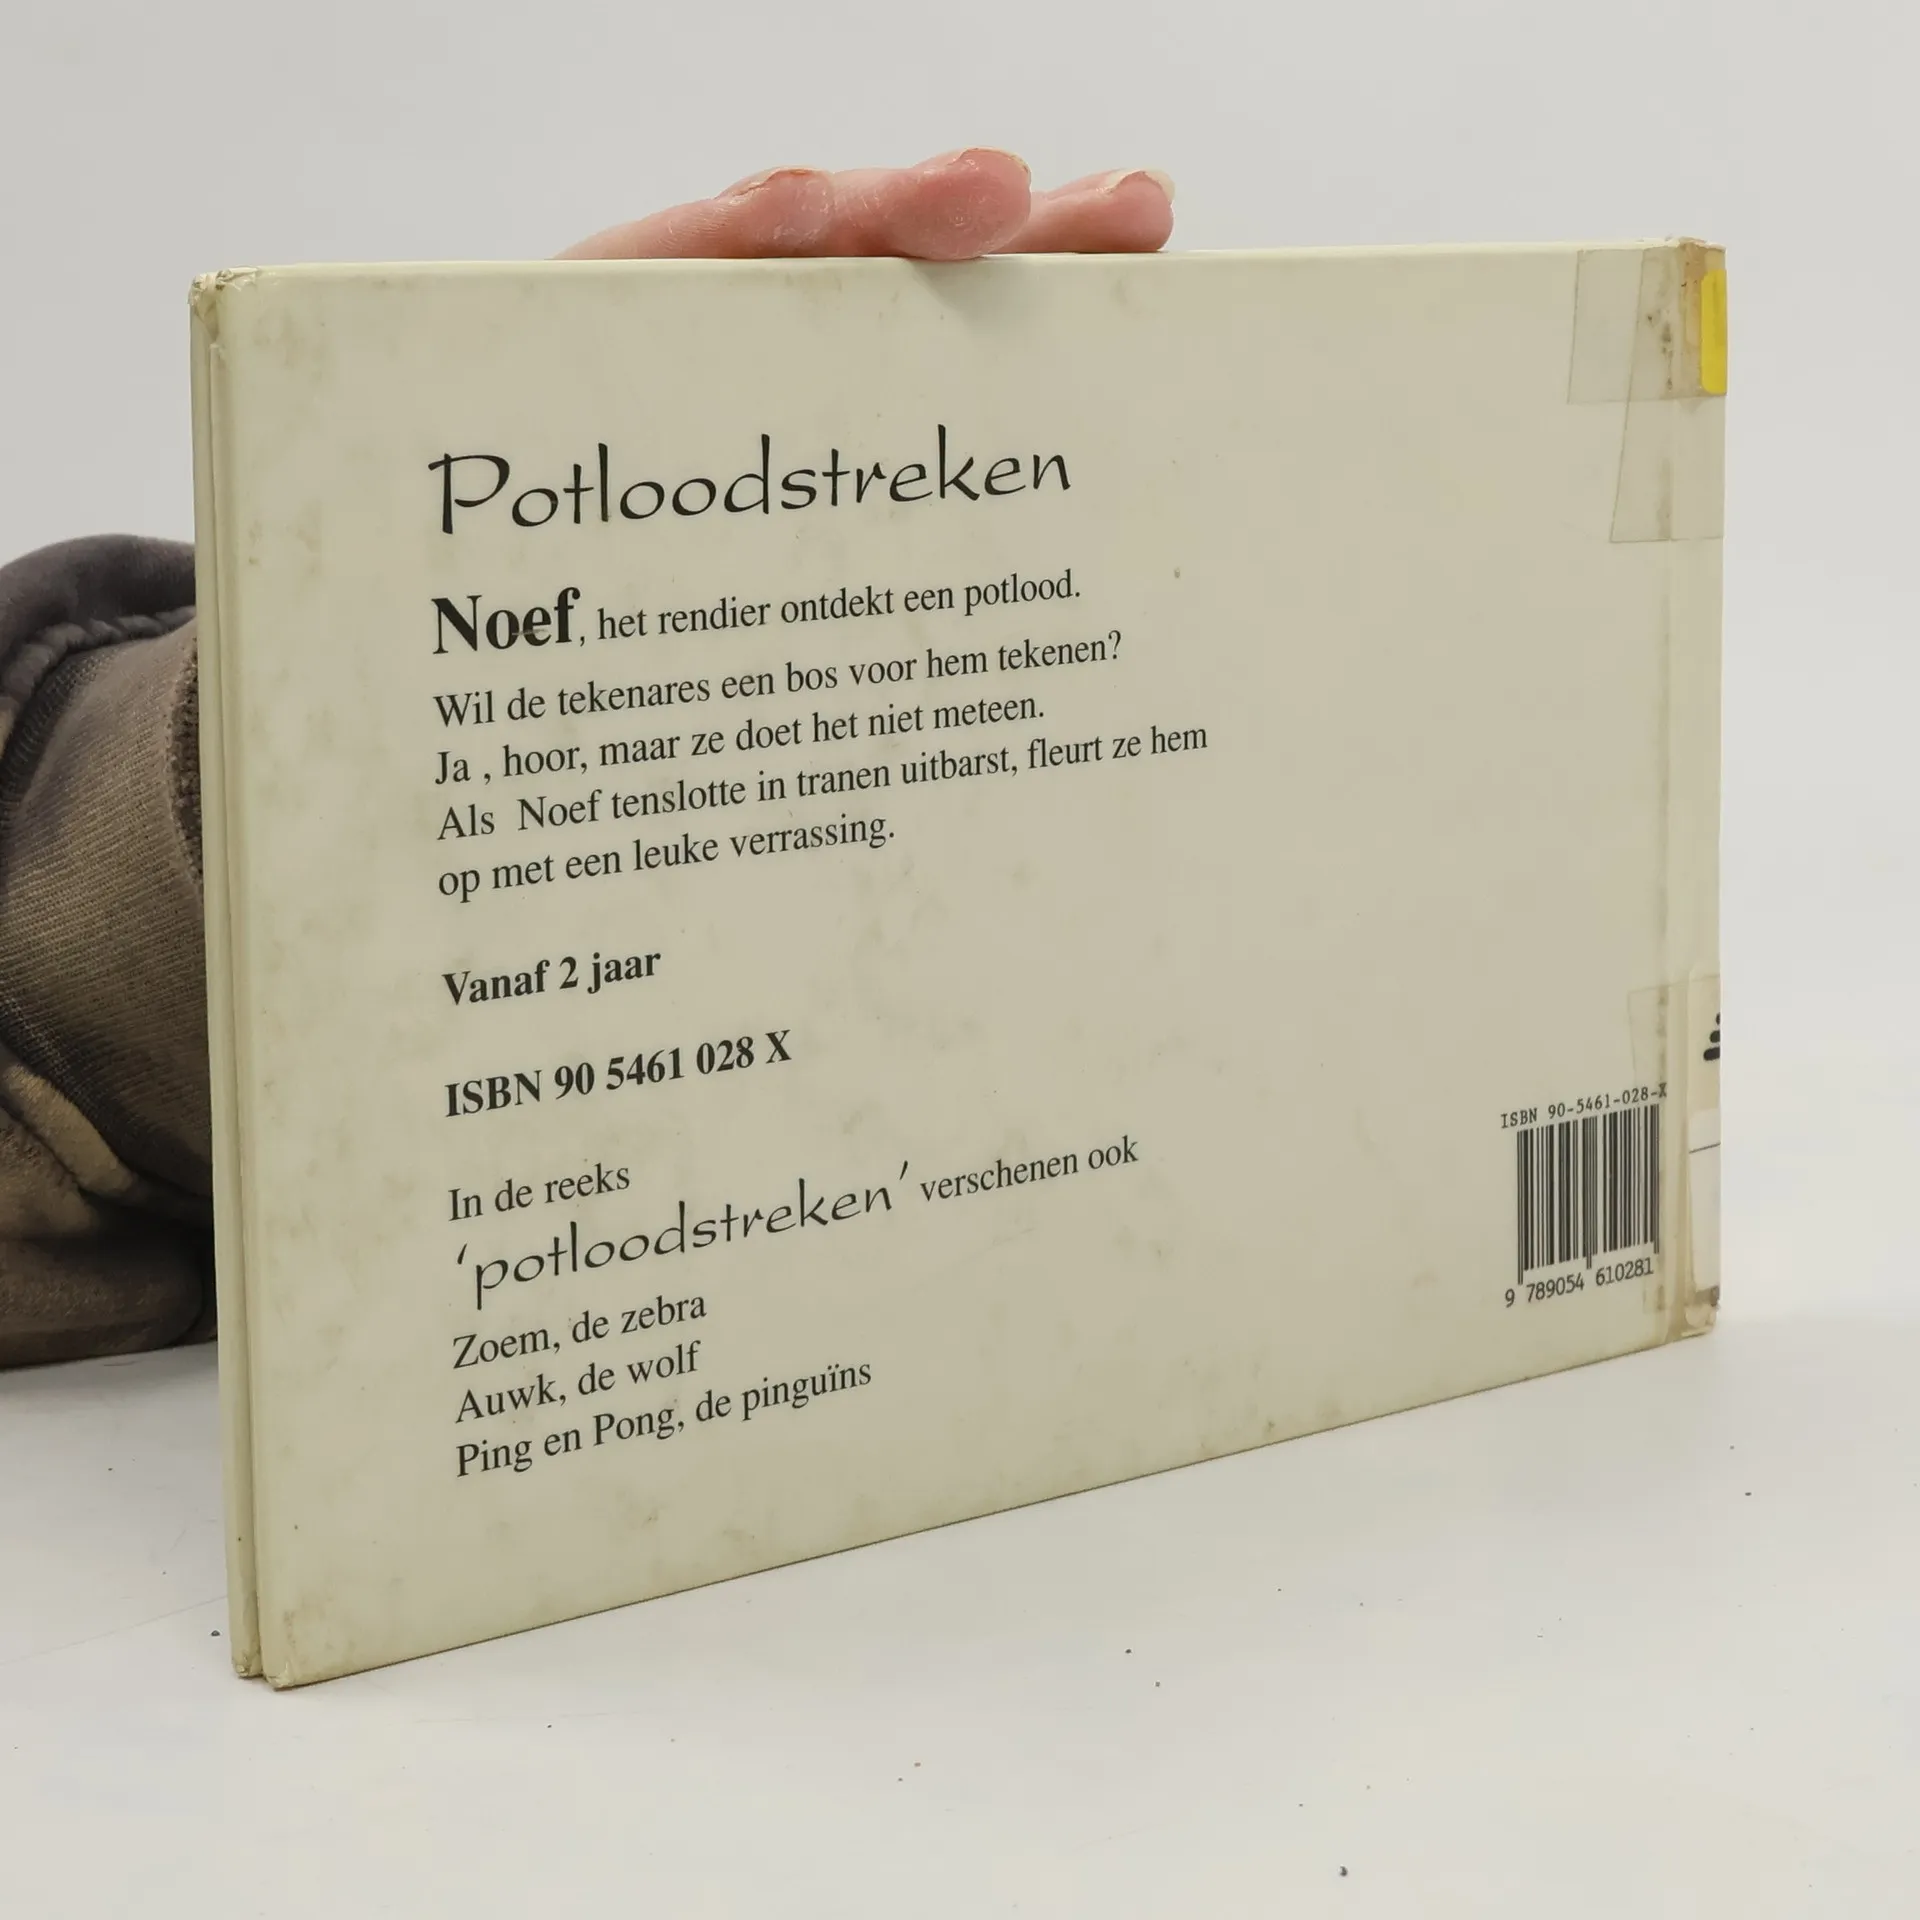 Potloodstreken
Noef, het rendier ontdekt een potlood.
Wil de tekenares een bos voor hem tekenen?
Ja , hoor, maar ze doet het niet meteen.
Als Noef tenslotte in tranen uitbarst, fleurt ze hem
op met een leuke verrassing.
Vanaf 2 jaar
ISBN 90 5461 028 X
In de reeks
‘potloodstreken’ verschenen ook
Zoem, de zebra
Auwk, de wolf
Ping en Pong, de pinguïns
ISBN 90-5461-028-X
9 789054 610281